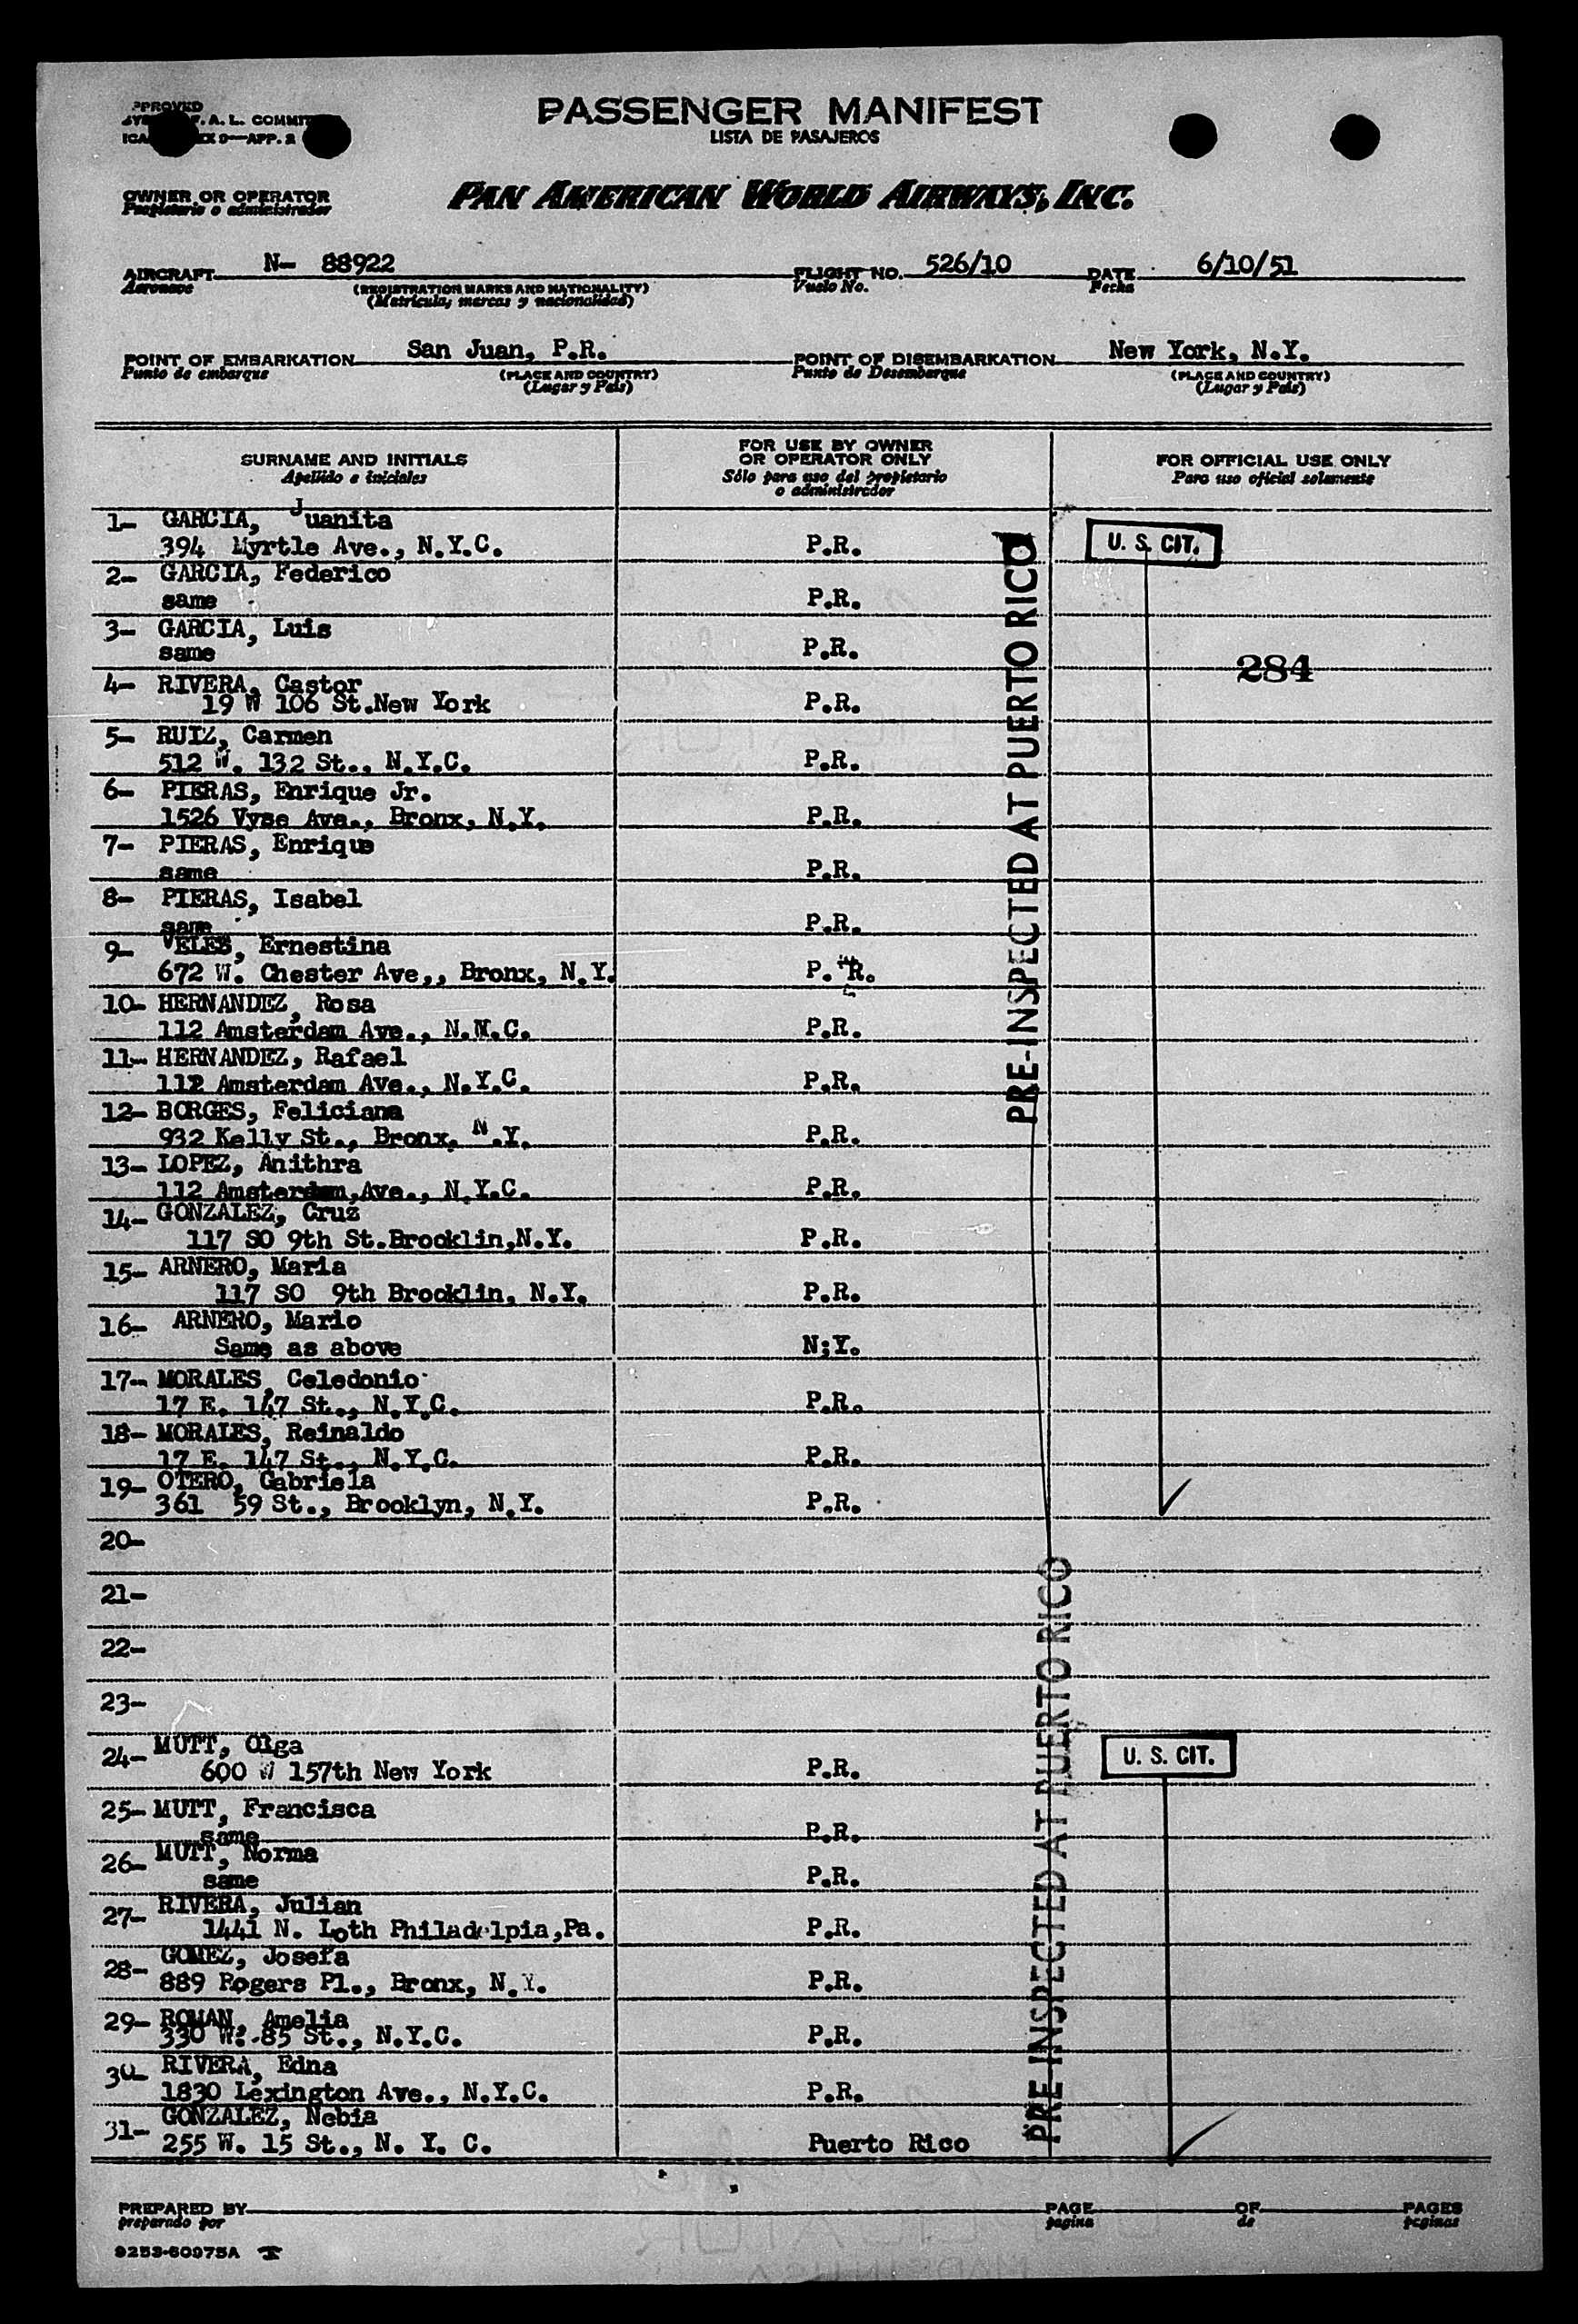 PASSENGER MANIFEST
LISTA DE PASAJEROS
APP. 2
OWNER OR OPERATOR
Propietario o administrador
PAN AMERICAN WORLD AIRWAYS, INC.
AIRCRAFT N- 88922 FLIGHT NO. 526/10 DATE 6/10/51
Aeronave (REGISTRATION MARKS AND NATIONALITY) Vuelo No. Fecha
(Matrícula, marcas y nacionalidad)
POINT OF EMBARKATION San Juan, P.R. POINT OF DISEMBARKATION New York, N.Y.
Punto de embarque (PLACE AND COUNTRY) Punto de Desembarque (PLACE AND COUNTRY)
(Lugar y País) (Lugar y País)
SURNAME AND INITIALS
Apellido e iniciales
FOR USE BY OWNER
OR OPERATOR ONLY
Sólo para uso del propietario
o administrador
FOR OFFICIAL USE ONLY
Para uso oficial solamente
1- GARCIA, Juanita
394 Myrtle Ave., N.Y.C. P.R. U. S. CIT.
2- GARCIA, Federico
same P.R.
3- GARCIA, Luis
same P.R.
284
4- RIVERA, Castor
19 W 106 St.New York P.R.
5- RUIZ, Carmen
512 W. 132 St., N.Y.C. P.R.
6- PIERAS, Enrique Jr.
1526 Vyse Ave., Bronx, N.Y. P.R.
7- PIERAS, Enrique
same P.R.
8- PIERAS, Isabel
same P.R.
9- VELES, Ernestina
672 W. Chester Ave,, Bronx, N.Y. P. R.
10- HERNANDEZ, Rosa
112 Amsterdam Ave., N.W.C. P.R.
11- HERNANDEZ, Rafael
112 Amsterdam Ave., N.Y.C. P.R.
12- BORGES, Feliciana
932 Kelly St., Bronx, N.Y. P.R.
13- LOPEZ, Anithra
112 Amsterdam,Ave., N.Y.C. P.R.
14- GONZALEZ, Cruz
117 SO 9th St.Brocklin,N.Y. P.R.
15- ARNERO, Maria
117 SO 9th Brocklin, N.Y. P.R.
16- ARNERO, Mario
Same as above N;Y.
17- MORALES, Celedonio
17 E. 147 St., N.Y.C. P.R.
18- MORALES, Reinaldo
17 E. 147 St., N.Y.C. P.R.
19- OTERO, Gabriela
361 59 St., Brooklyn, N.Y. P.R.
PRE-INSPECTED AT PUERTO RICO
20-
21-
22-
23-
24- MUTT, Olga
600 W 157th New York P.R. U. S. CIT.
25- MUTT, Francisca
same P.R.
26- MUTT, Norma
same P.R.
27- RIVERA, Julian
1441 N. Loth Philadelpia,Pa. P.R.
28- GOMEZ, Josefa
889 Rogers Pl., Bronx, N.Y. P.R.
29- ROMAN, Amelia
330 W. 85 St., N.Y.C. P.R.
30- RIVERA, Edna
1830 Lexington Ave., N.Y.C. P.R.
31- GONZALEZ, Nebia
255 W. 15 St., N. Y. C. Puerto Rico
PRE-INSPECTED AT PUERTO RICO
PREPARED BY PAGE OF PAGES
preparado por pagina de paginas
9253-60975A